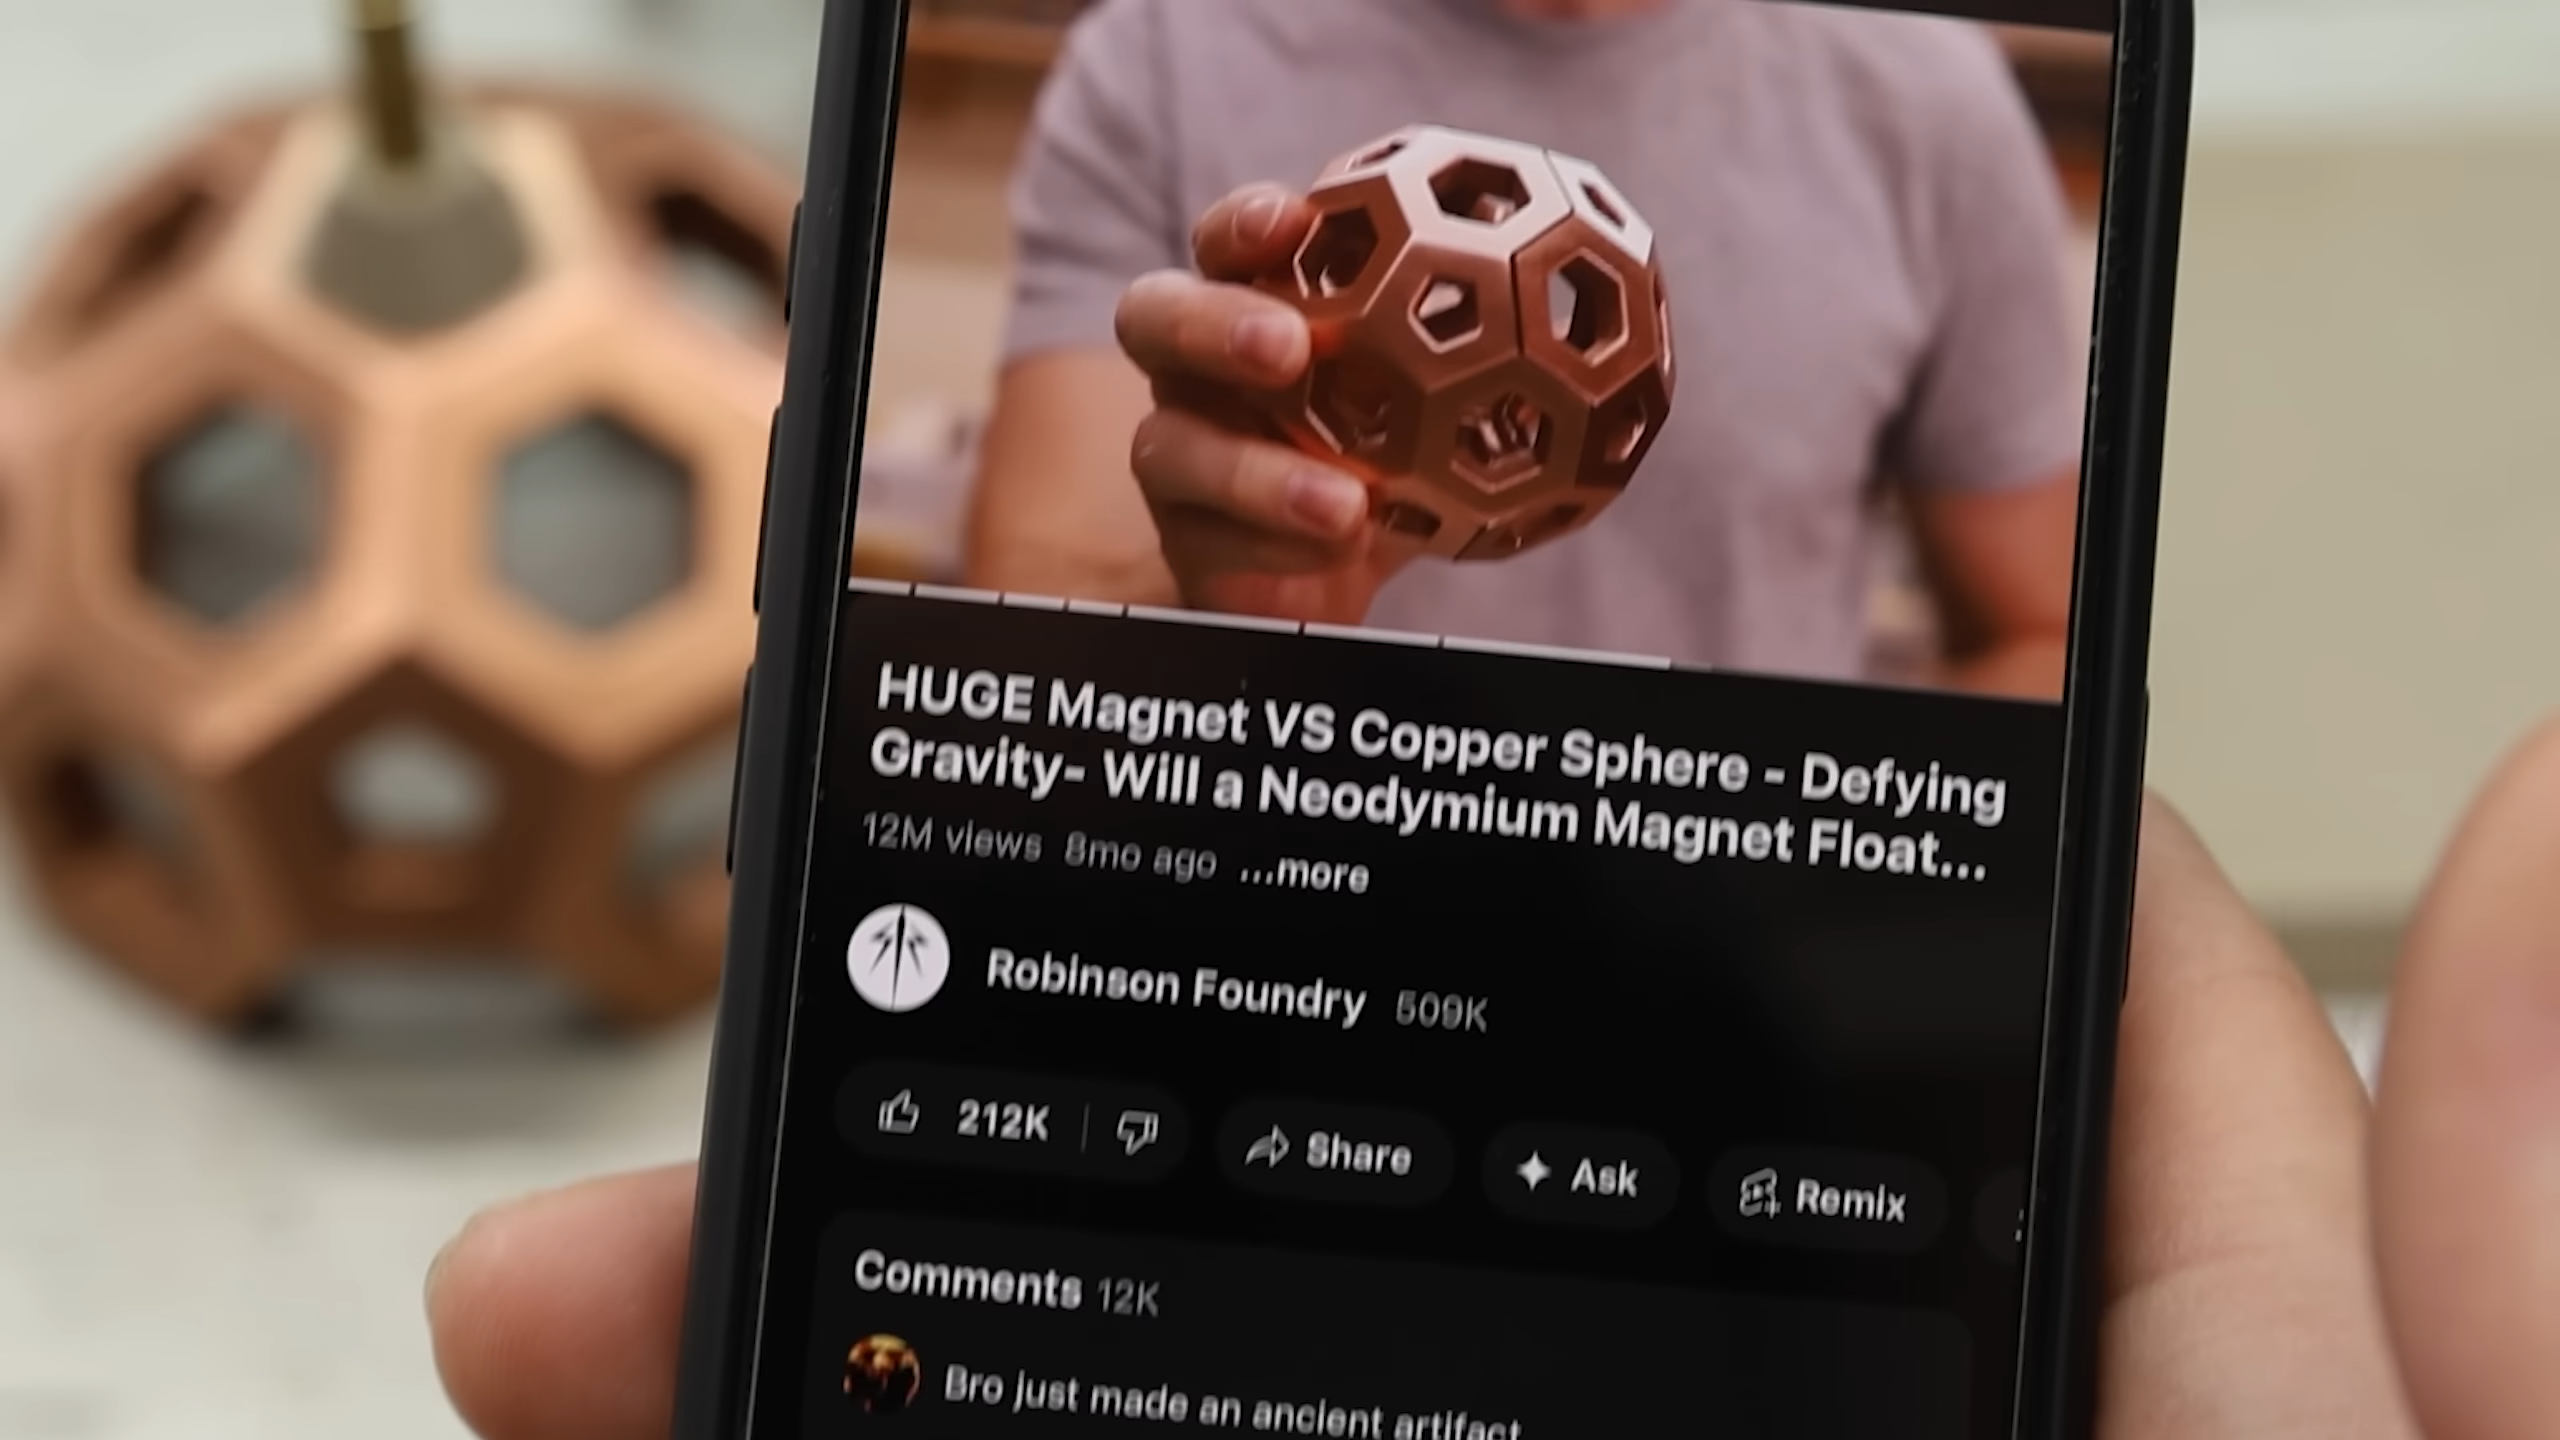 HUGE Magnet VS Copper Sphere - Defying
Gravity- Will a Neodymium Magnet Float...
12M views 8mo ago ...more
Robinson Foundry 509K
212K Share Ask Remix
Comments 12K
Bro just made an ancient artifact